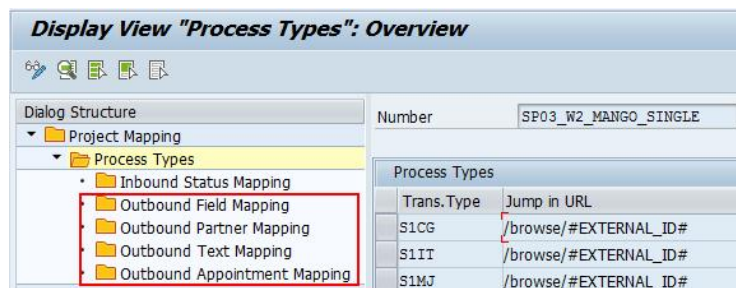 Display View "Process Types": Overview
Dialog Structure
Project Mapping
Process Types
Inbound Status Mapping
Outbound Field Mapping
Outbound Partner Mapping
Outbound Text Mapping
Outbound Appointment Mapping
Number SP03_W2_MANGO_SINGLE
Process Types
Trans.Type Jump in URL
S1CG /browse/#EXTERNAL_ID#
S1IT /browse/#EXTERNAL_ID#
S1MJ /browse/#EXTERNAL_ID#